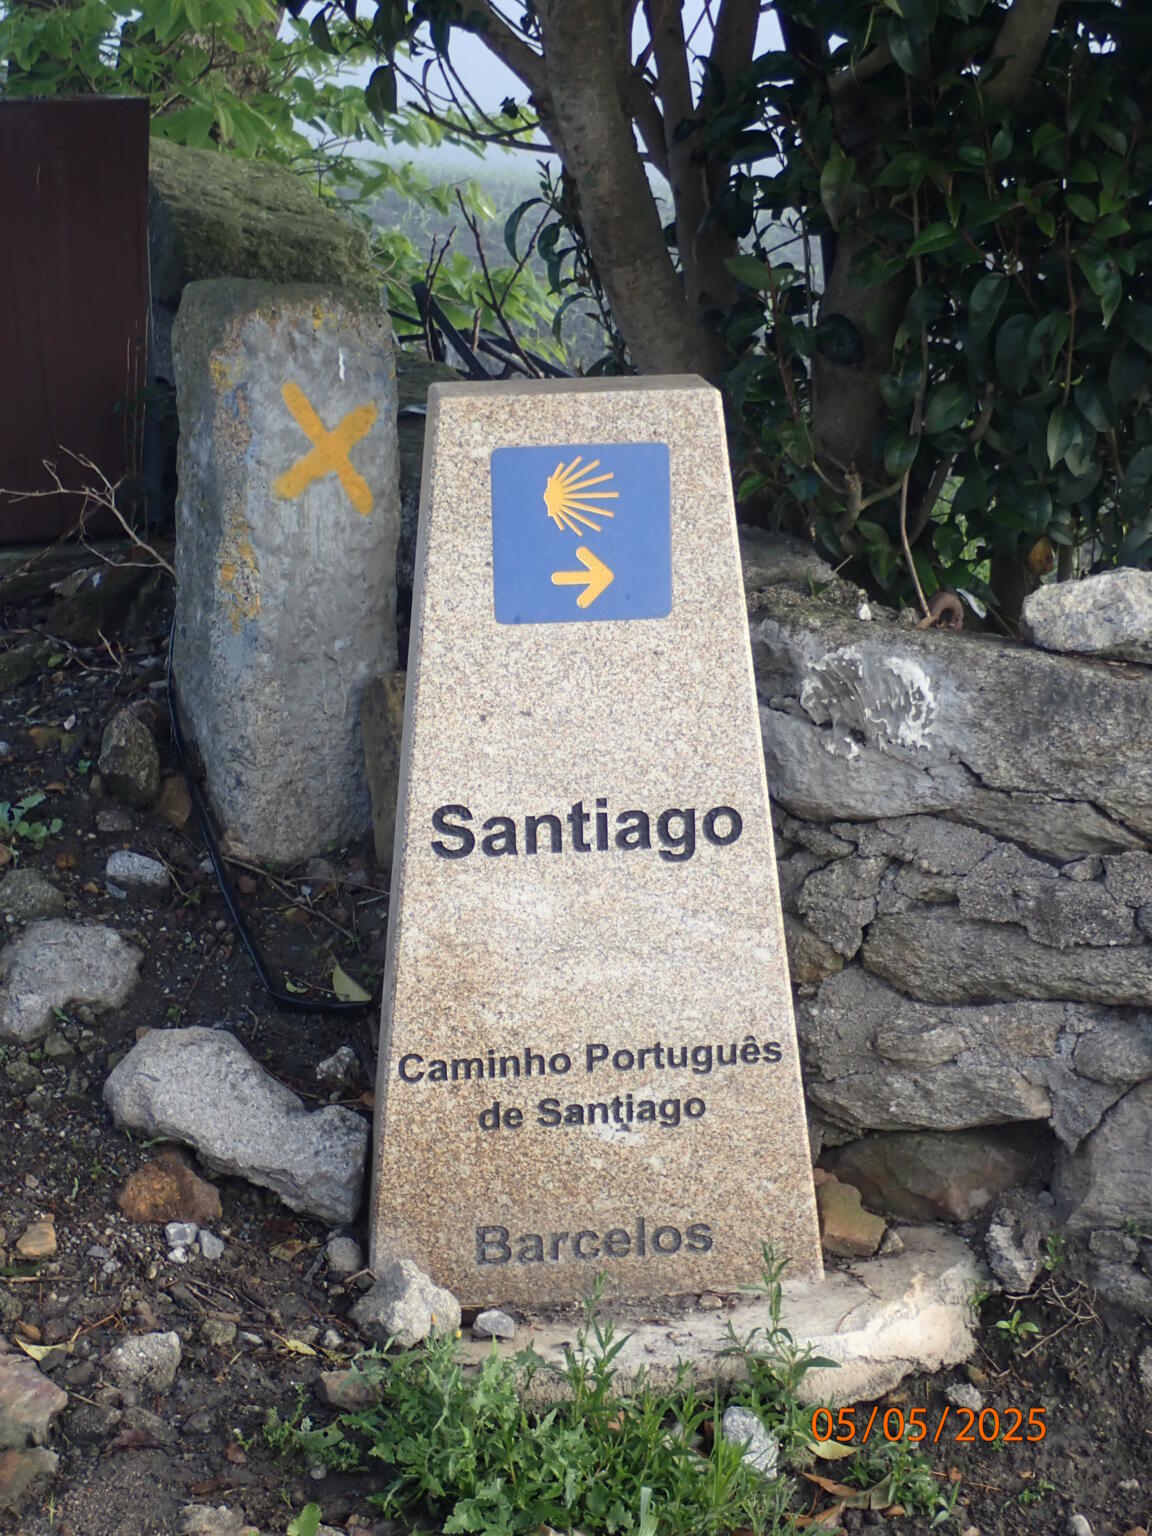 Santiago
Caminho Português
de Santiago
Barcelos
05/05/2025